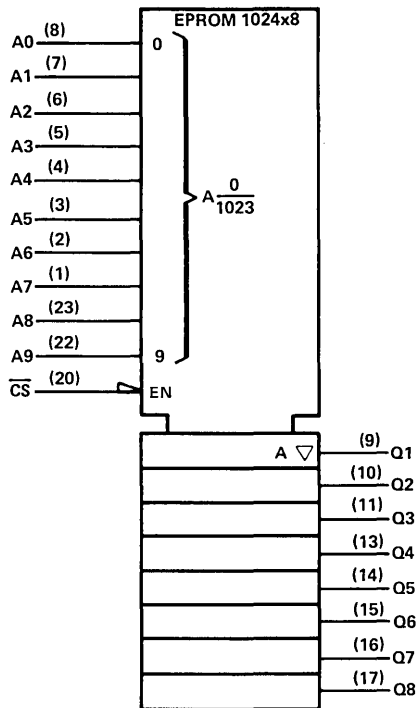 EPROM 1024x8
A0 (8) 0
A1 (7)
A2 (6)
A3 (5)
A4 (4)
A 0/1023
A5 (3)
A6 (2)
A7 (1)
A8 (23)
A9 (22) 9
C̅S̅ (20) EN
A ▽ (9) Q1
(10) Q2
(11) Q3
(13) Q4
(14) Q5
(15) Q6
(16) Q7
(17) Q8